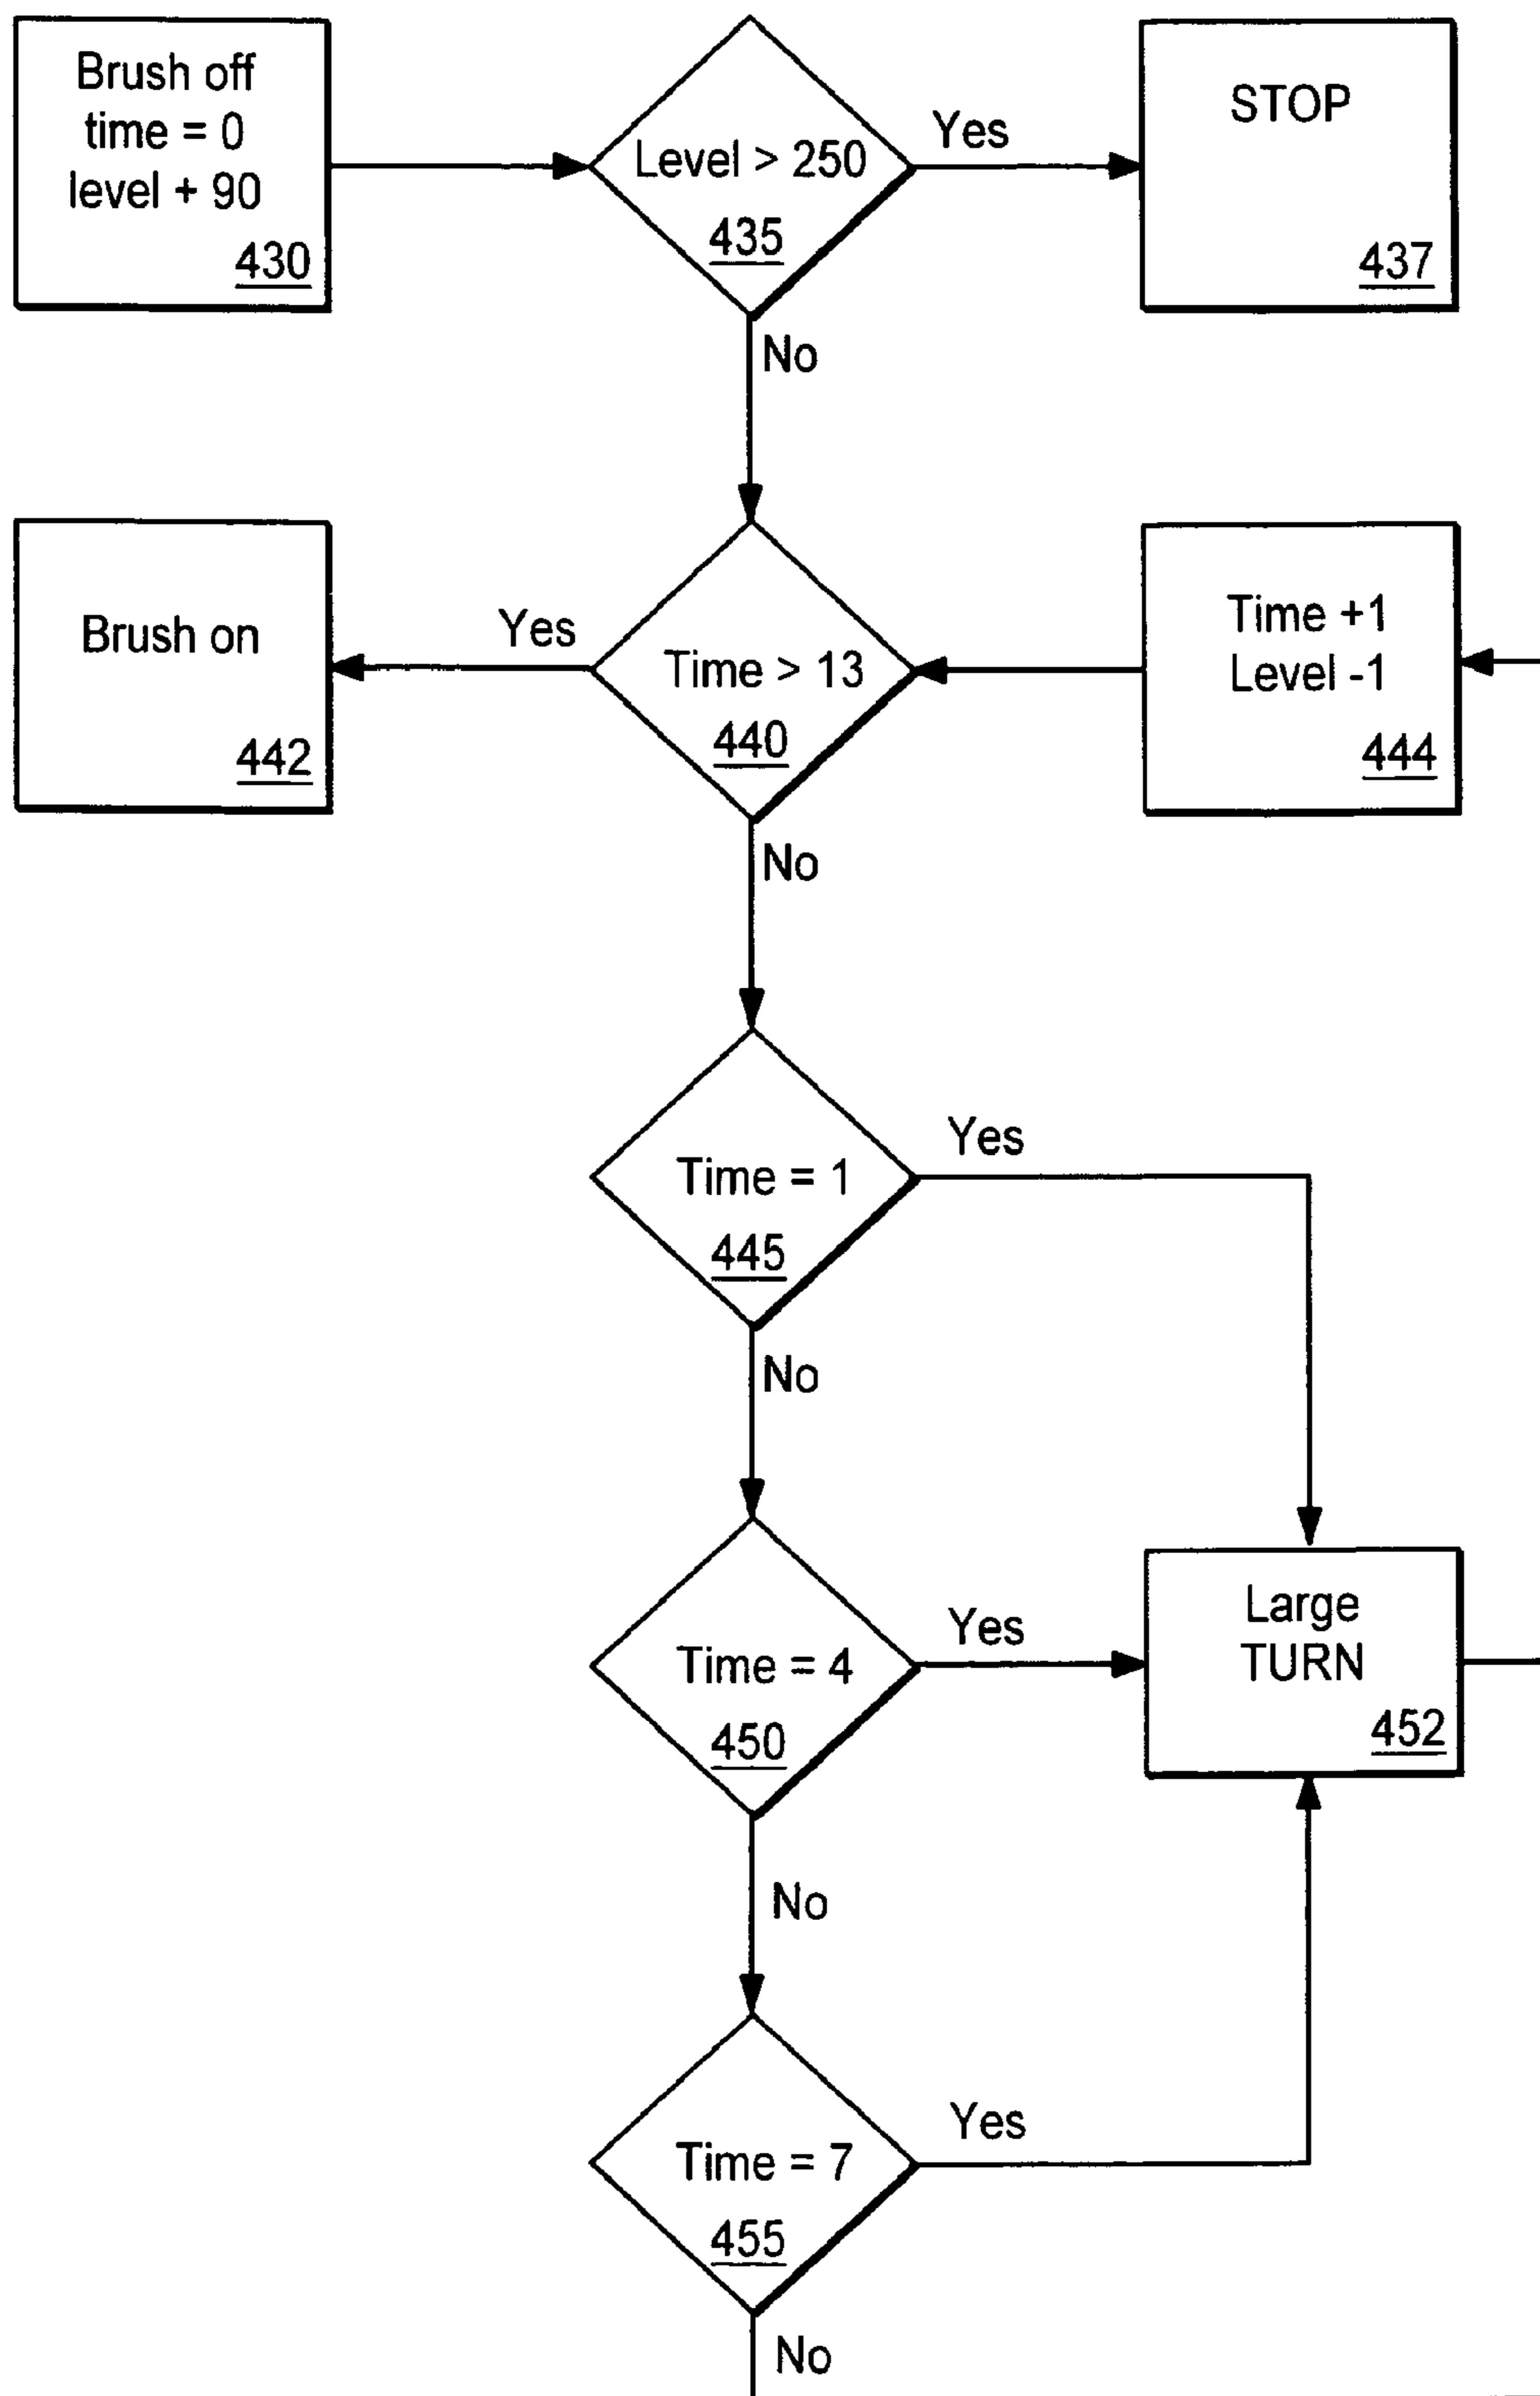 Brush off
time = 0
level + 90
430
Level > 250
435
Yes
STOP
437
No
Brush on
442
Yes
Time > 13
440
Time +1
Level -1
444
No
Time = 1
445
Yes
No
Time = 4
450
Yes
Large
TURN
452
No
Time = 7
455
Yes
No